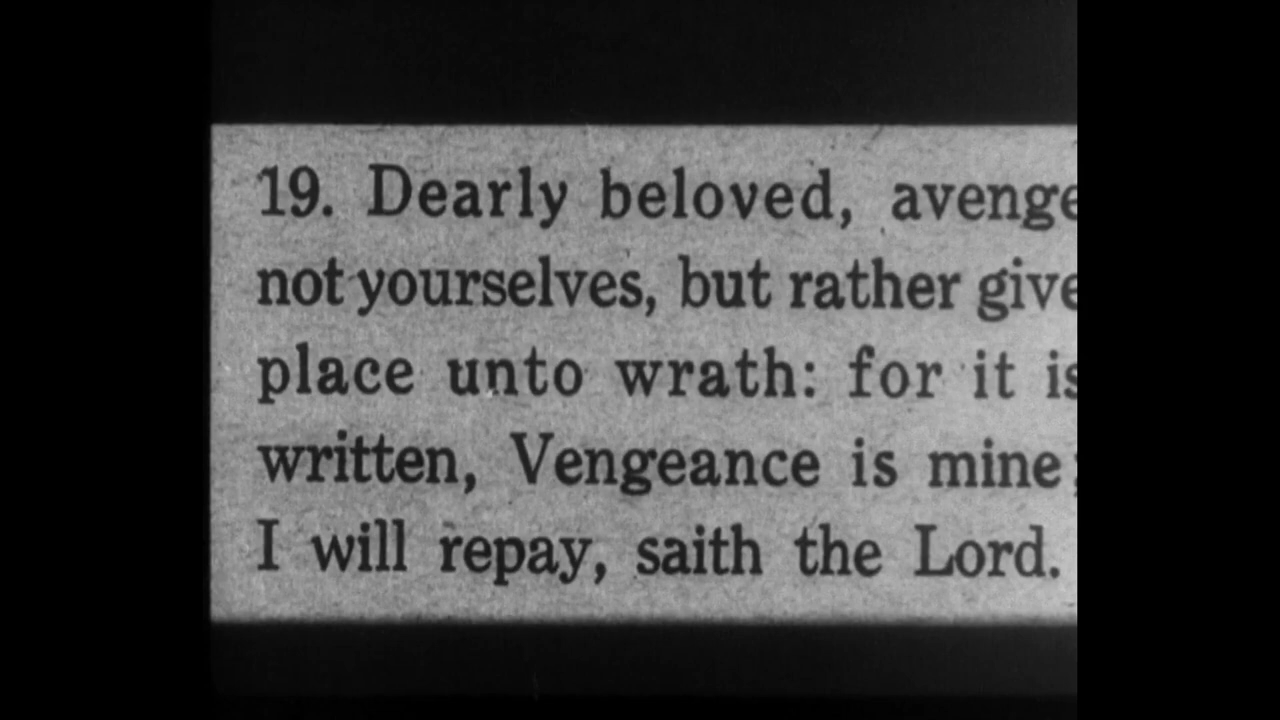 19. Dearly beloved, avenge
not yourselves, but rather give
place unto wrath: for it is
written, Vengeance is mine;
I will repay, saith the Lord.